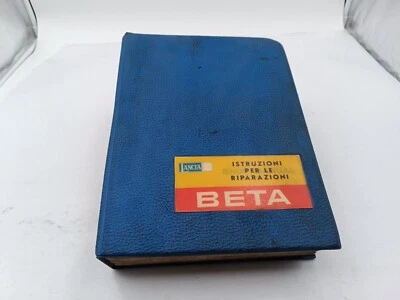 LANCIA
ISTRUZIONI
PER LE
RIPARAZIONI
BETA